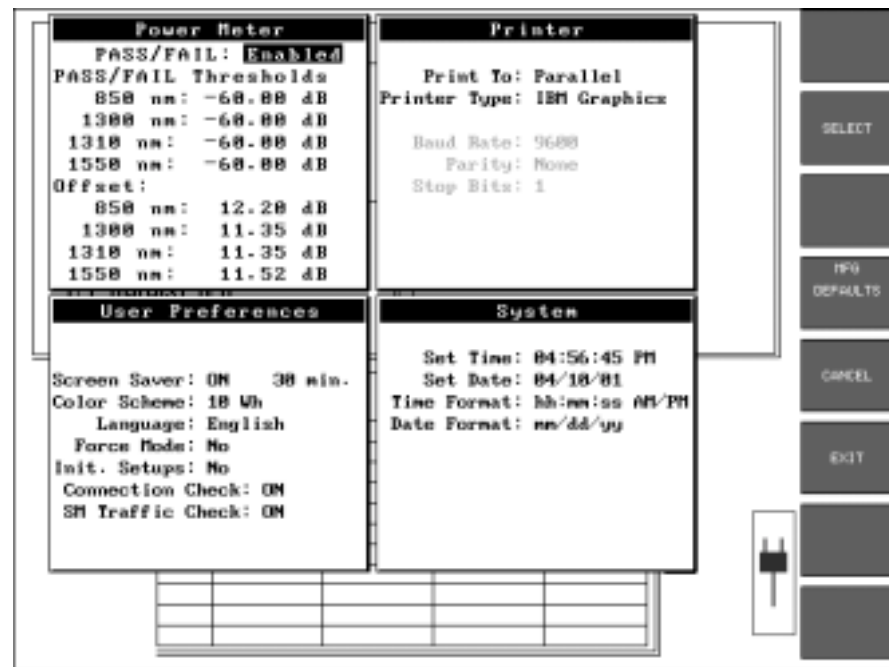 Power Meter
PASS/FAIL: Enabled
PASS/FAIL Thresholds
850 nm: -60.00 dB
1300 nm: -60.00 dB
1310 nm: -60.00 dB
1550 nm: -60.00 dB
Offset:
850 nm: 12.20 dB
1300 nm: 11.35 dB
1310 nm: 11.35 dB
1550 nm: 11.52 dB
Printer
Print To: Parallel
Printer Type: IBM Graphics
Baud Rate: 9600
Parity: None
Stop Bits: 1
User Preferences
Screen Saver: ON 30 min.
Color Scheme: 10 Wh
Language: English
Force Mode: No
Init. Setups: No
Connection Check: ON
SM Traffic Check: ON
System
Set Time: 04:56:45 PM
Set Date: 04/10/01
Time Format: hh:mm:ss AM/PM
Date Format: mm/dd/yy
SELECT
MFG
DEFAULTS
CANCEL
EXIT